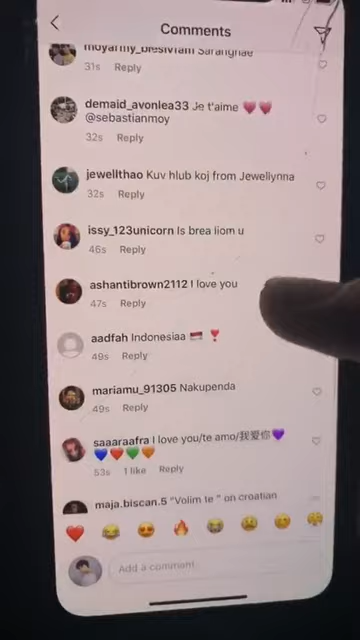 Comments
moyarmy_blesivram Saranghae
31s Reply
demaid_avonlea33 Je t'aime 💗💗
@sebastianmoy
32s Reply
jewellthao Kuv hlub koj from Jewellynna
32s Reply
issy_123unicorn Is brea liom u
46s Reply
ashantibrown2112 I love you
47s Reply
aadfah Indonesiaa 🇮🇩 ❣️
49s Reply
mariamu_91305 Nakupenda
49s Reply
saaaraafra I love you/te amo/我爱你💜
💙❤️💚🧡
53s 1 like Reply
maja.biscan.5 "Volim te " on croatian
Add a comment